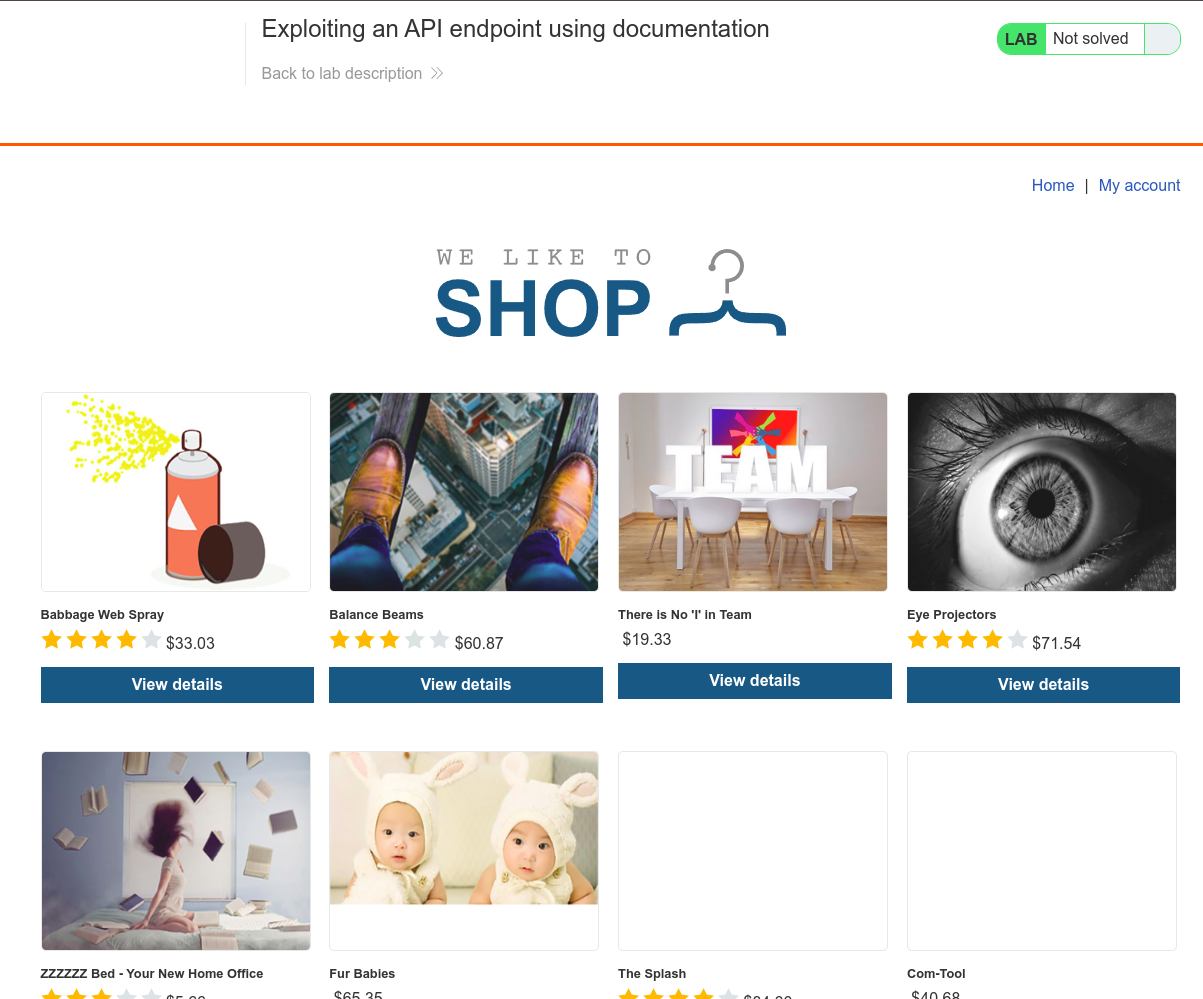 Exploiting an API endpoint using documentation
LAB Not solved
Back to lab description
Home | My account
WE LIKE TO
SHOP
TEAM
Babbage Web Spray
Balance Beams
There is No 'I' in Team
Eye Projectors
$33.03
$60.87
$19.33
$71.54
View details
View details
View details
View details
ZZZZZZ Bed - Your New Home Office
Fur Babies
The Splash
Com-Tool
$65.35
$40.68